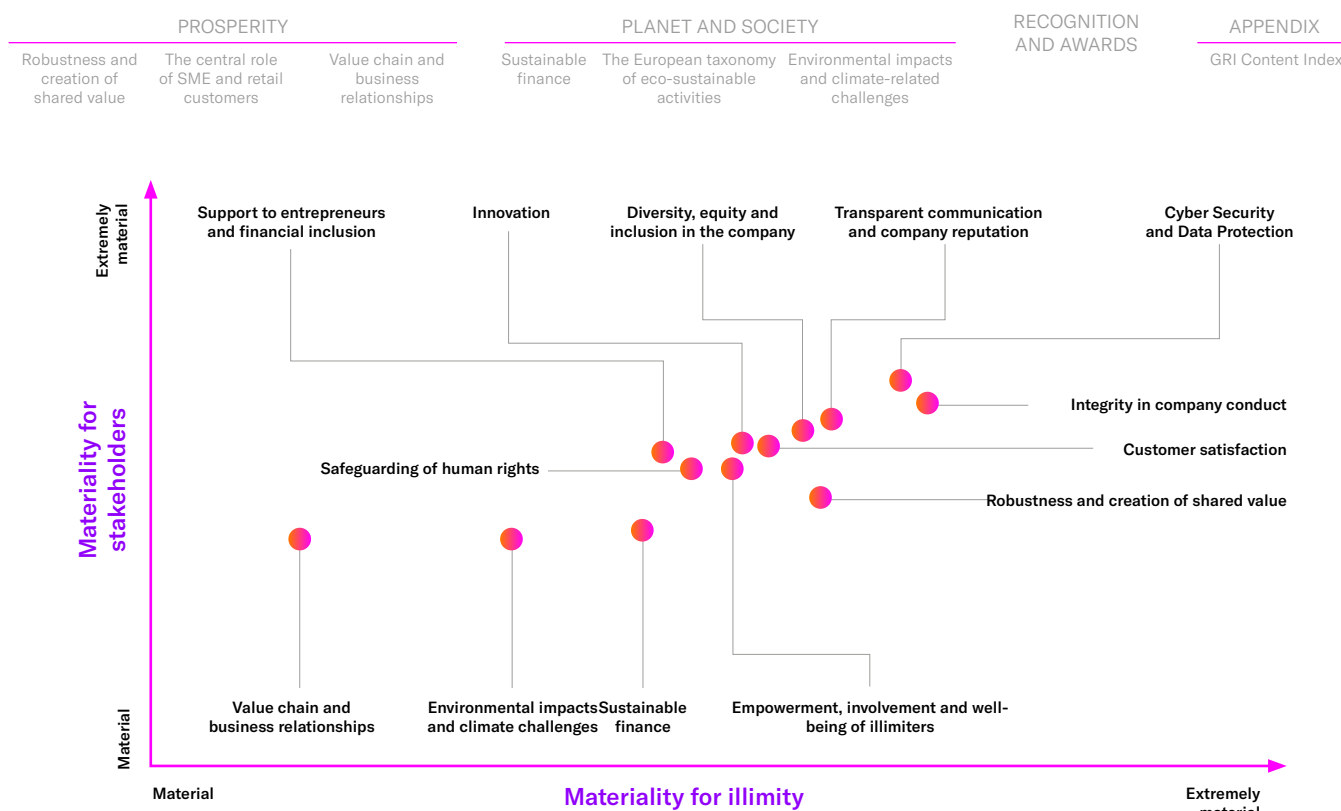 PROSPERITY
PLANET AND SOCIETY
RECOGNITION
AND AWARDS
APPENDIX
Robustness and
creation of
shared value
The central role
of SME and retail
customers
Value chain and
business
relationships
Sustainable
finance
The European taxonomy
of eco-sustainable
activities
Environmental impacts
and climate-related
challenges
GRI Content Index
Extremely
material
Support to entrepreneurs
and financial inclusion
Innovation
Diversity, equity and
inclusion in the company
Transparent communication
and company reputation
Cyber Security
and Data Protection
Integrity in company conduct
Customer satisfaction
Safeguarding of human rights
Robustness and creation of shared value
Materiality for
stakeholders
Value chain and
business relationships
Environmental impacts
and climate challenges
Sustainable
finance
Empowerment, involvement and well-
being of illimiters
Material
Material
Materiality for illimity
Extremely
material